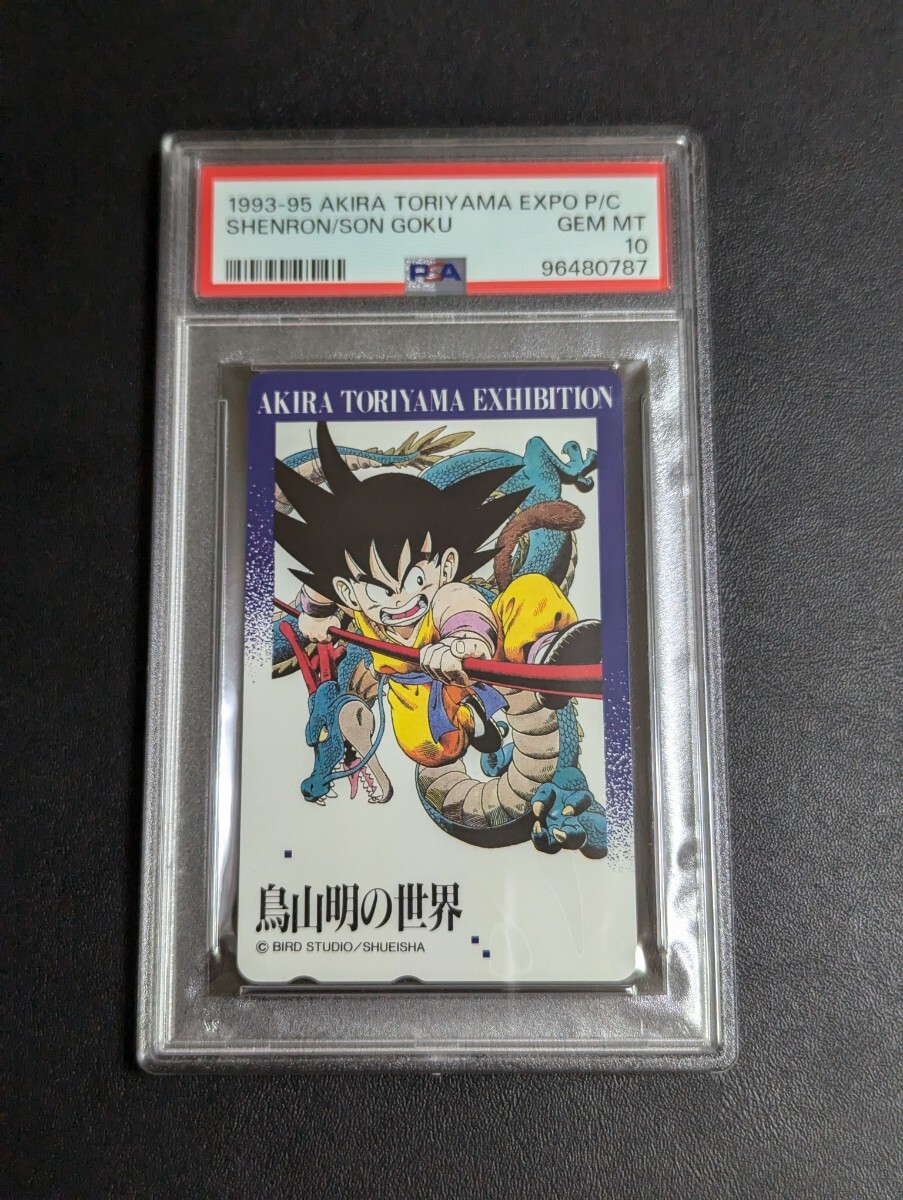 1993-95 AKIRA TORIYAMA EXPO P/C
SHENRON/SON GOKU GEM MT
10
PSA 96480787
AKIRA TORIYAMA EXHIBITION
鳥山明の世界
© BIRD STUDIO/SHUEISHA